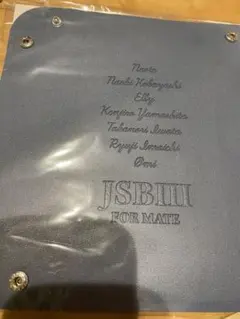 Naoto
Naoki Kobayashi
Elly
Kenjiro Yamashita
Takanori Iwata
Ryuji Imaichi
Ømi
JSBIII
FOR MATE